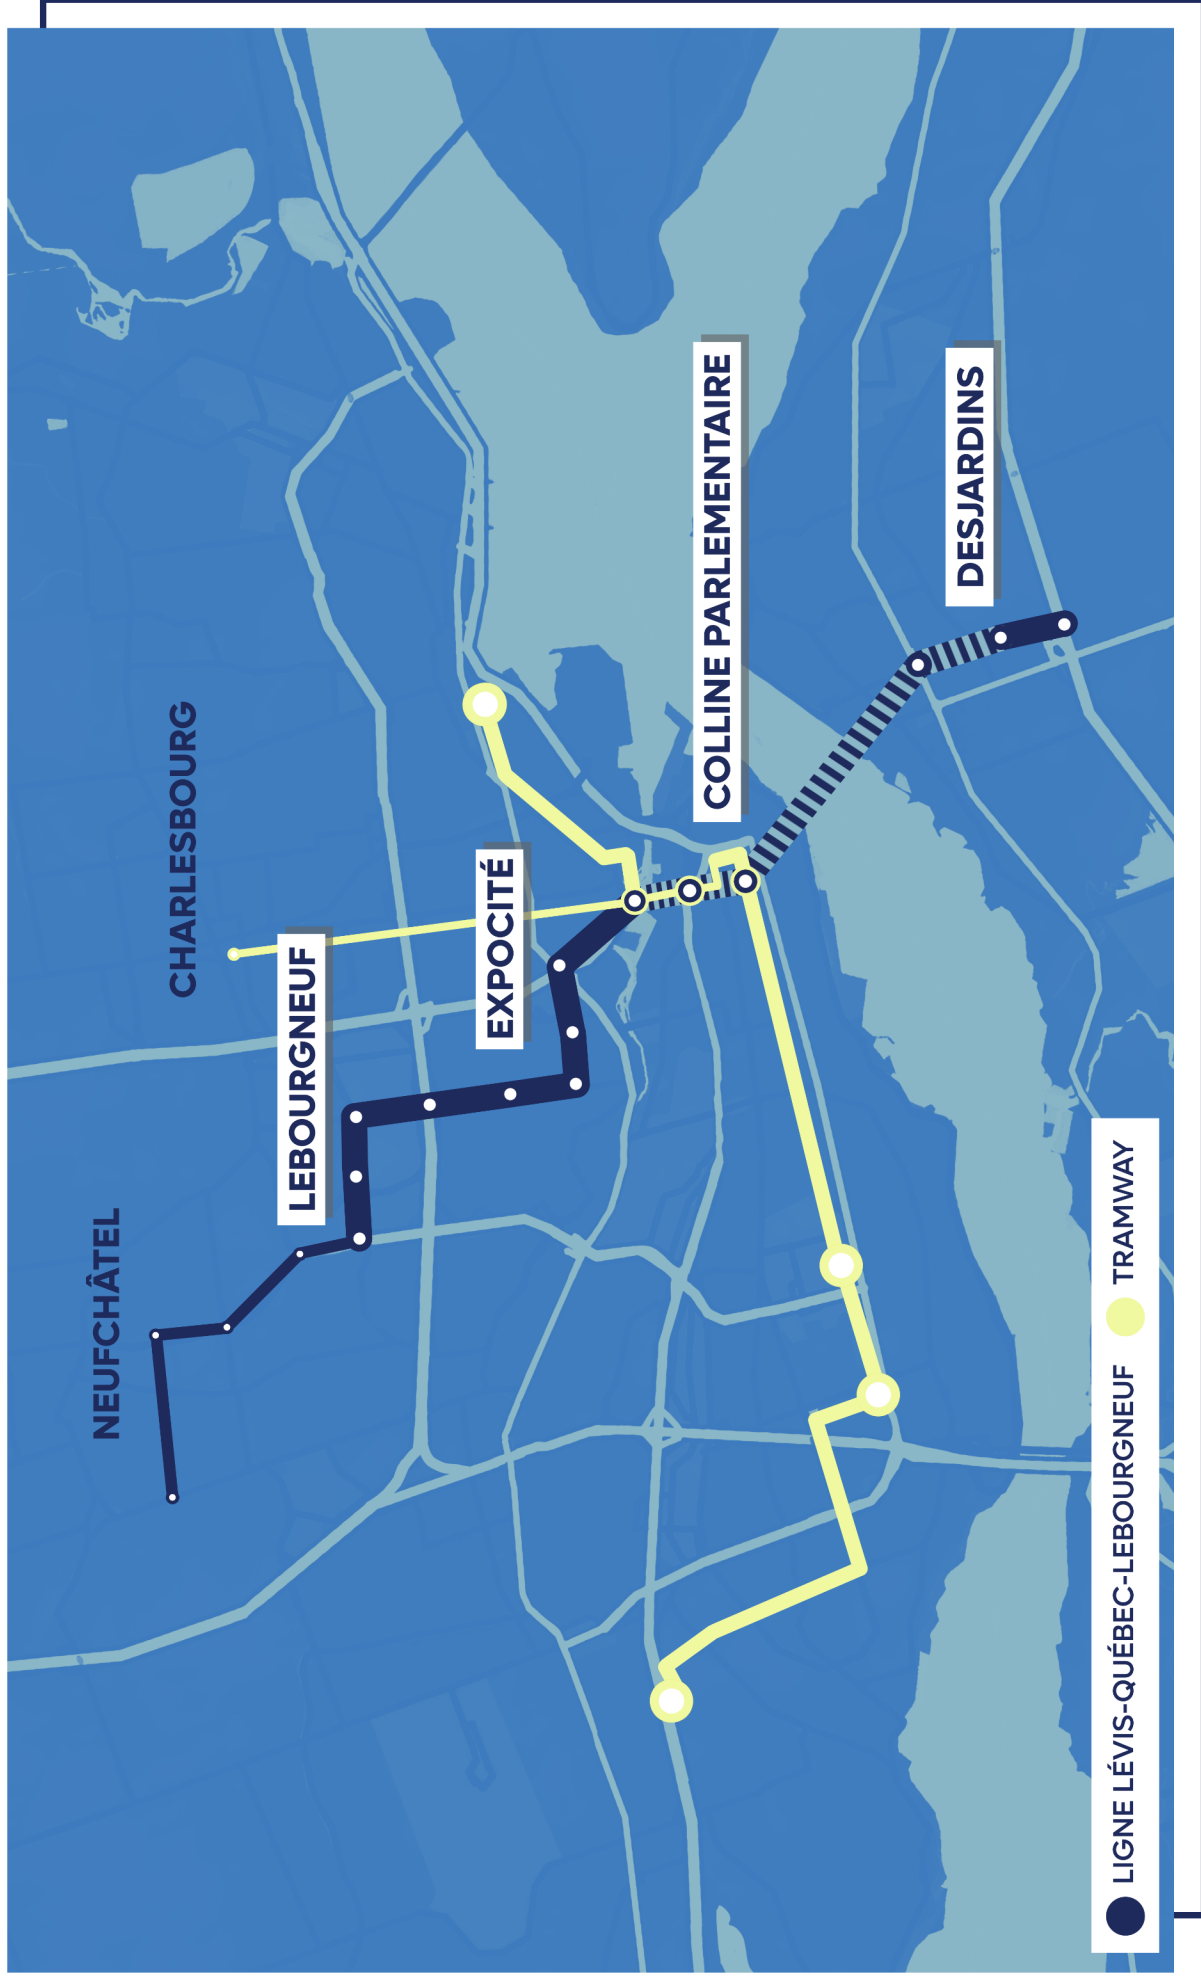 CHARLESBOURG
NEUFCHÂTEL
LEBOURGNEUF
EXPOCITÉ
COLLINE PARLEMENTAIRE
DESJARDINS
LIGNE LÉVIS-QUÉBEC-LEBOURGNEUF
TRAMWAY